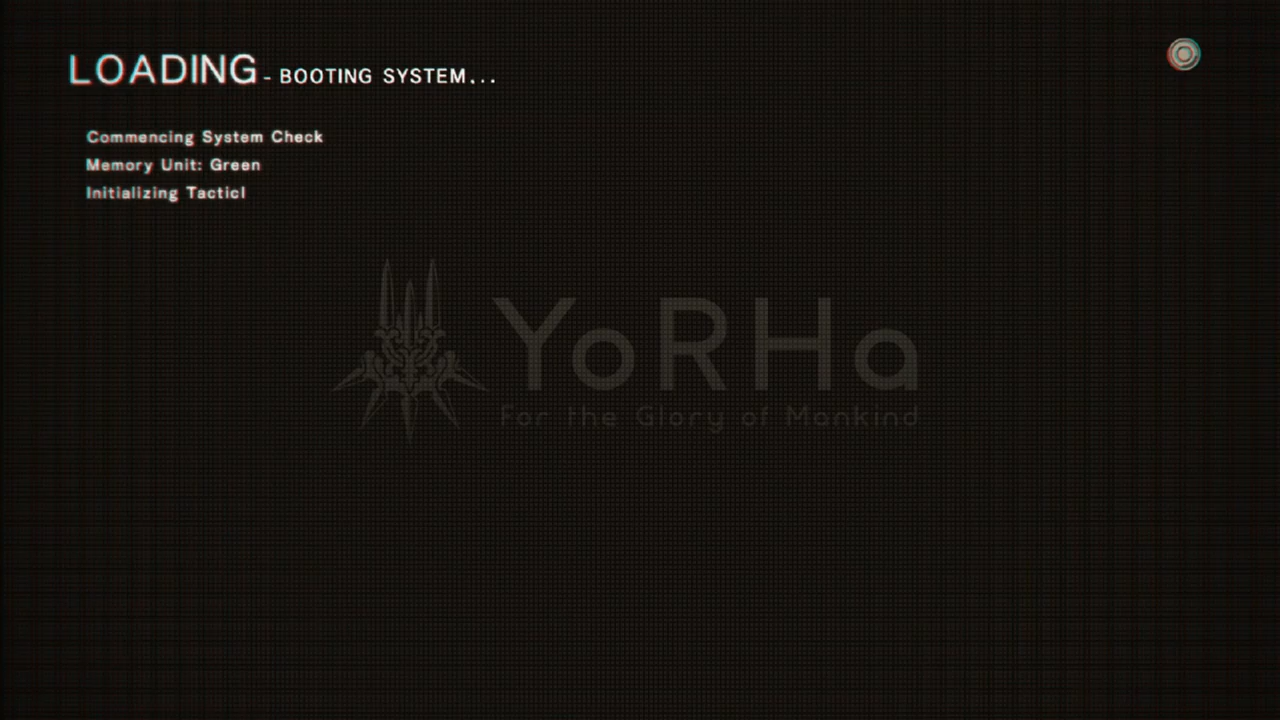 LOADING - BOOTING SYSTEM...
Commencing System Check
Memory Unit: Green
Initializing Tacticl
YoRHa
For the Glory of Mankind